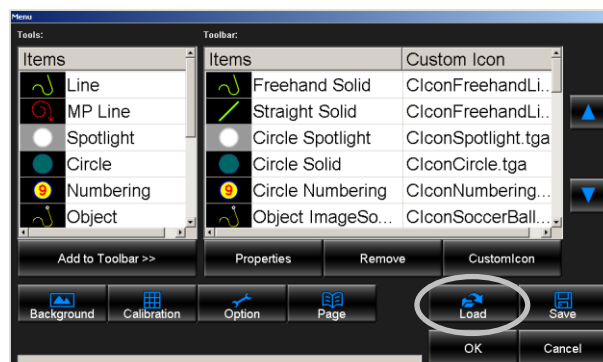 Menu
Tools: Toolbar:
Items Items Custom Icon
Line Freehand Solid CIconFreehandLi...
MP Line Straight Solid CIconFreehandLi...
Spotlight Circle Spotlight CIconSpotlight.tga
Circle Circle Solid CIconCircle.tga
9 Numbering 9 Circle Numbering CIconNumbering...
Object Object ImageSo... CIconSoccerBall...
Add to Toolbar >> Properties Remove CustomIcon
Background Calibration Option Page Load Save
OK Cancel